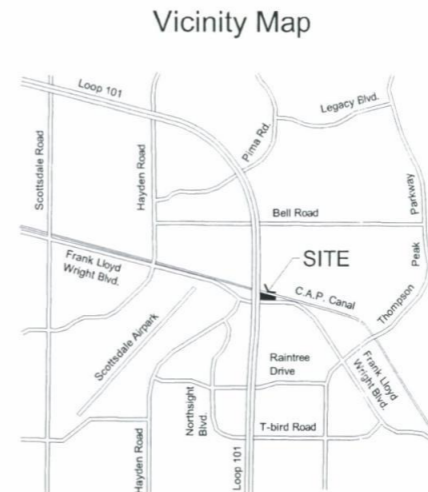 Vicinity Map
Loop 101
Legacy Blvd.
Pima Rd.
Scottsdale Road
Hayden Road
Bell Road
Parkway
Peak
Thompson
Frank Lloyd
Wright Blvd.
SITE
C.A.P. Canal
Scottsdale Airpark
Raintree
Drive
Frank Lloyd
Wright Blvd.
Northsight
Blvd.
T-bird Road
Hayden Road
Loop 101